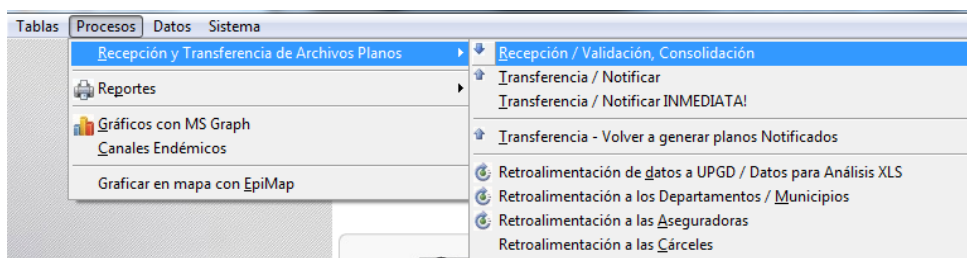 Tablas Procesos Datos Sistema
Recepción y Transferencia de Archivos Planos
Reportes
Gráficos con MS Graph
Canales Endémicos
Graficar en mapa con EpiMap
Recepción / Validación, Consolidación
Transferencia / Notificar
Transferencia / Notificar INMEDIATA!
Transferencia - Volver a generar planos Notificados
Retroalimentación de datos a UPGD / Datos para Análisis XLS
Retroalimentación a los Departamentos / Municipios
Retroalimentación a las Aseguradoras
Retroalimentación a las Cárceles